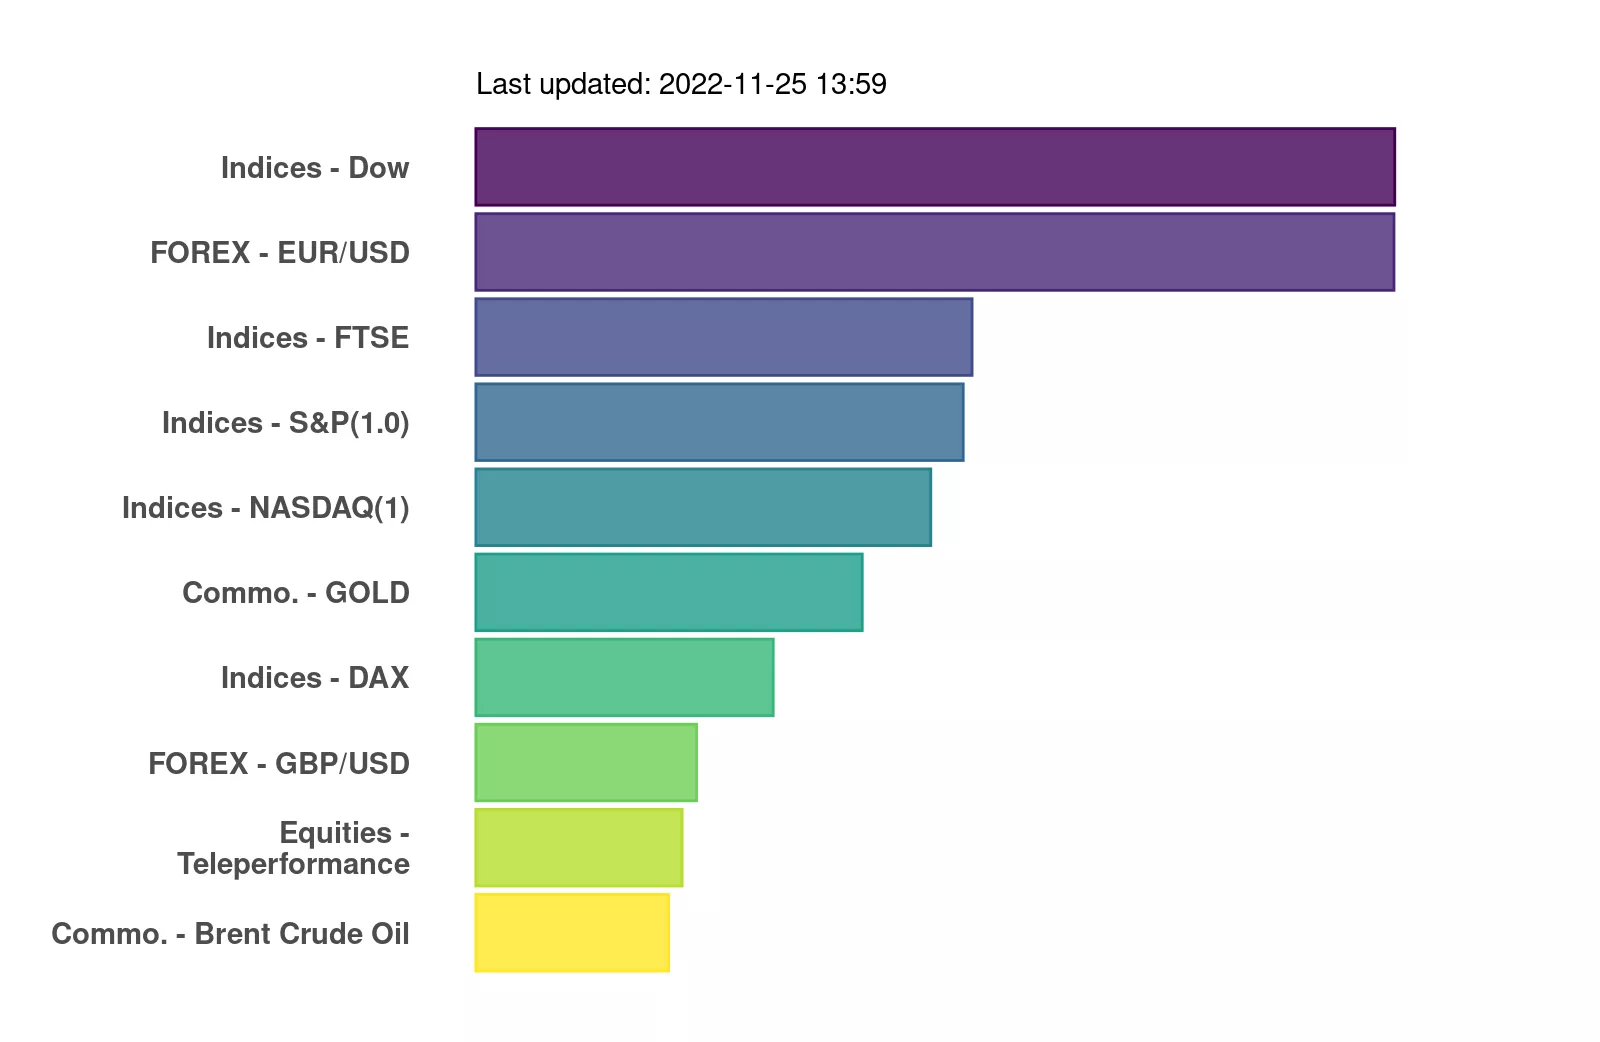 Last updated: 2022-11-25 13:59
Indices - Dow
FOREX - EUR/USD
Indices - FTSE
Indices - S&P(1.0)
Indices - NASDAQ(1)
Commo. - GOLD
Indices - DAX
FOREX - GBP/USD
Equities -
Teleperformance
Commo. - Brent Crude Oil